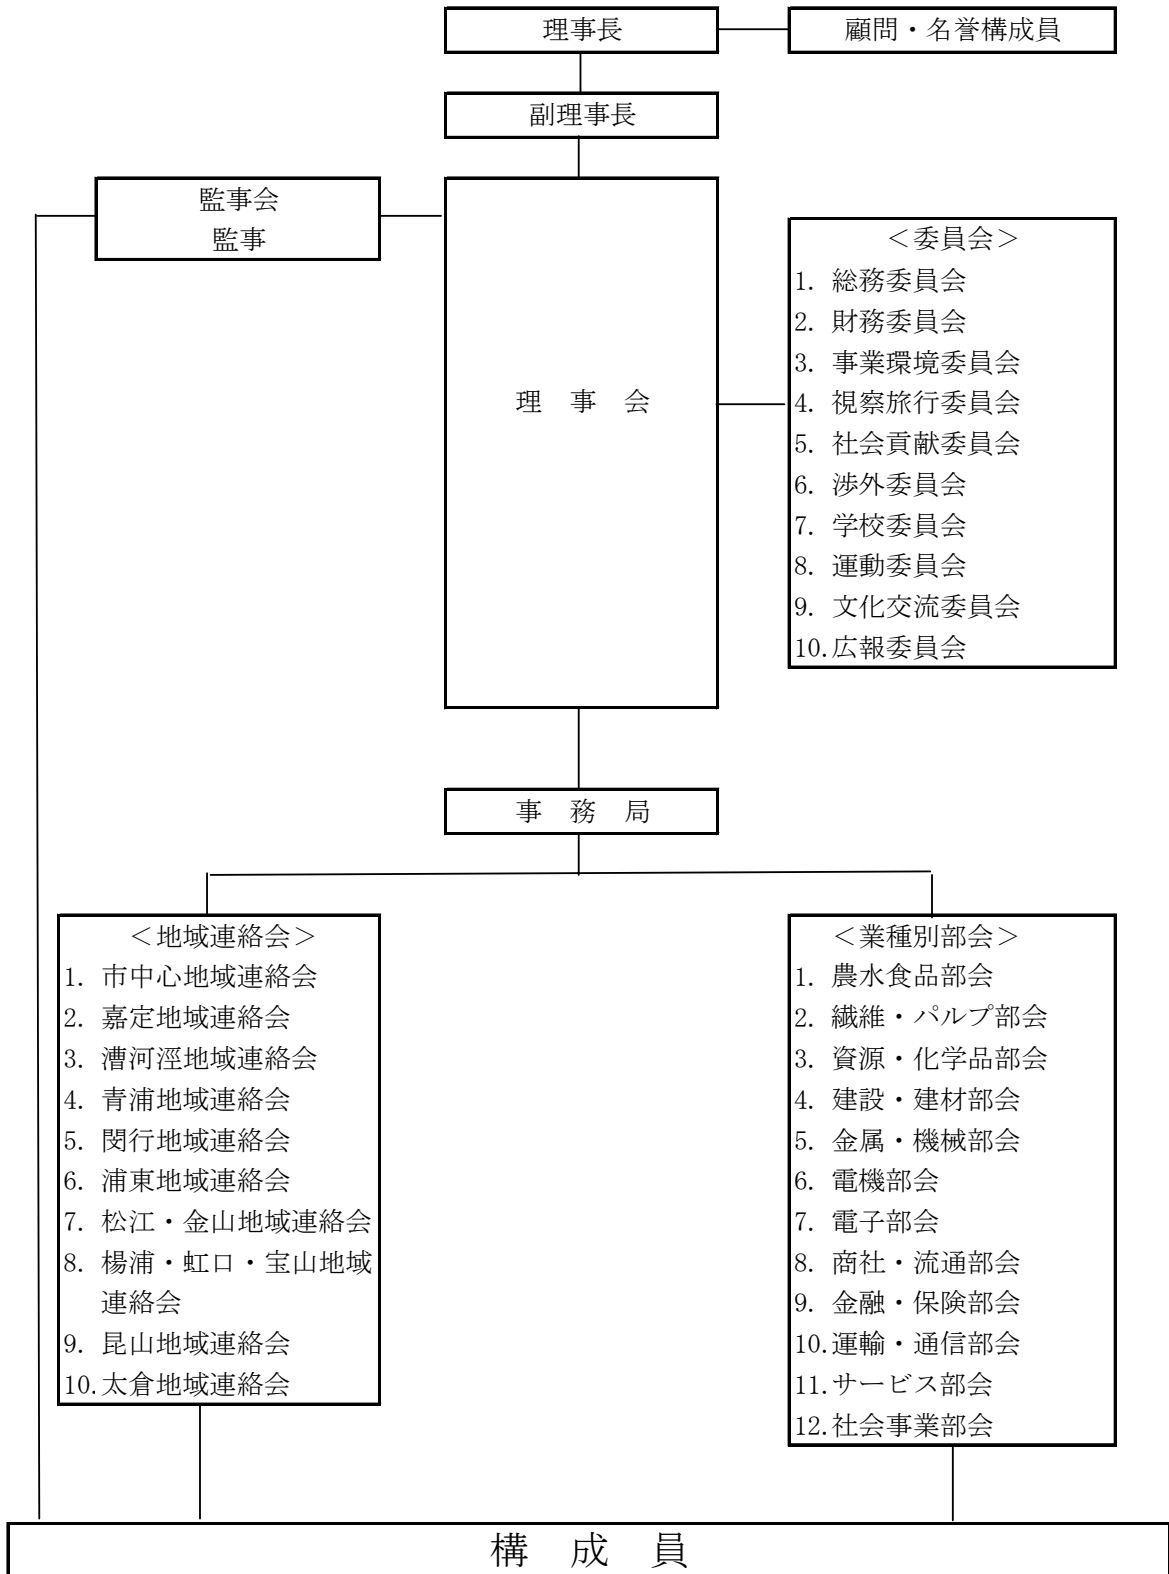 理事長
顧問・名誉構成員
副理事長
監事会
監事
理　事　会
＜委員会＞
1. 総務委員会
2. 財務委員会
3. 事業環境委員会
4. 視察旅行委員会
5. 社会貢献委員会
6. 渉外委員会
7. 学校委員会
8. 運動委員会
9. 文化交流委員会
10.広報委員会
事　務　局
＜地域連絡会＞
1. 市中心地域連絡会
2. 嘉定地域連絡会
3. 漕河涇地域連絡会
4. 青浦地域連絡会
5. 閔行地域連絡会
6. 浦東地域連絡会
7. 松江・金山地域連絡会
8. 楊浦・虹口・宝山地域
連絡会
9. 昆山地域連絡会
10.太倉地域連絡会
＜業種別部会＞
1. 農水食品部会
2. 繊維・パルプ部会
3. 資源・化学品部会
4. 建設・建材部会
5. 金属・機械部会
6. 電機部会
7. 電子部会
8. 商社・流通部会
9. 金融・保険部会
10.運輸・通信部会
11.サービス部会
12.社会事業部会
構　成　員